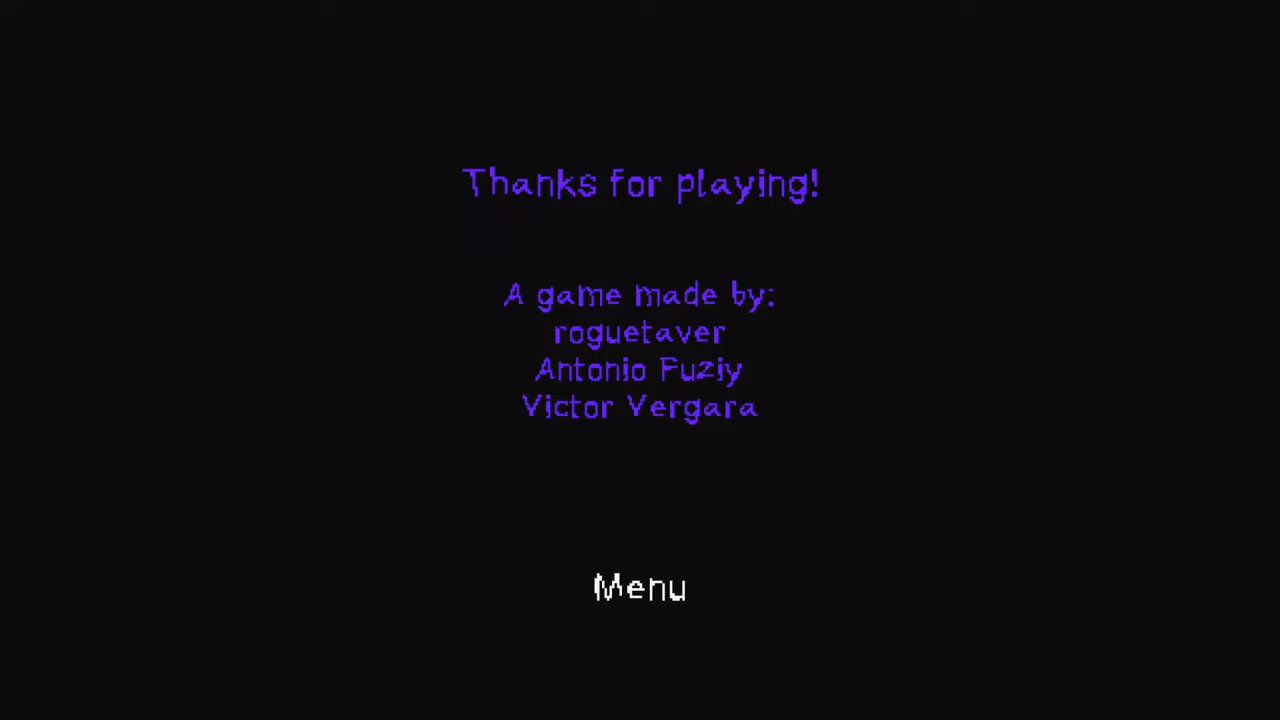 Thanks for playing!
A game made by:
roguetaver
Antonio Fuziy
Victor Vergara
Menu